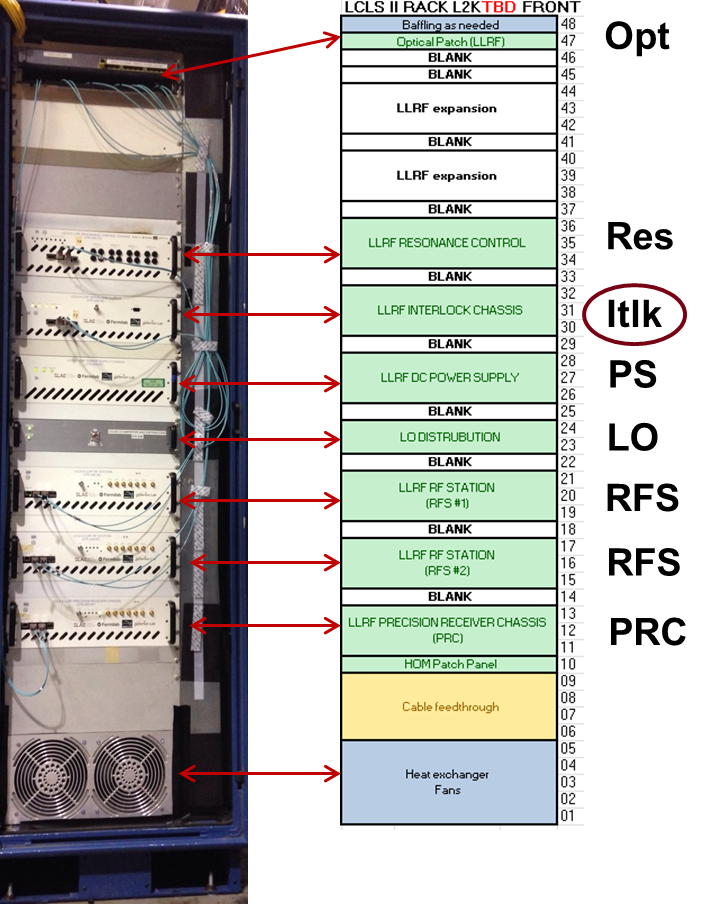 LCLS II RACK L2KTBD FRONT
Baffling as needed 48
Optical Patch (LLRF) 47
Opt
BLANK 46
BLANK 45
44
LLRF expansion 43
42
BLANK 41
40
LLRF expansion 39
38
BLANK 37
36
LLRF RESONANCE CONTROL 35
Res
34
BLANK 33
32
LLRF INTERLOCK CHASSIS 31
Itlk
30
BLANK 29
28
LLRF DC POWER SUPPLY 27
PS
26
BLANK 25
24
LO DISTRUBUTION
LO
23
BLANK 22
21
LLRF RF STATION
(RFS #1)
20
RFS
19
BLANK 18
17
LLRF RF STATION
(RFS #2)
16
RFS
15
BLANK 14
13
LLRF PRECISION RECEIVER CHASSIS
(PRC)
12
PRC
11
HOM Patch Panel 10
09
Cable feedthrough
08
07
06
05
04
Heat exchanger
Fans
03
02
01
Fermilab
Fermilab
Fermilab
Fermilab
Fermilab
Fermilab